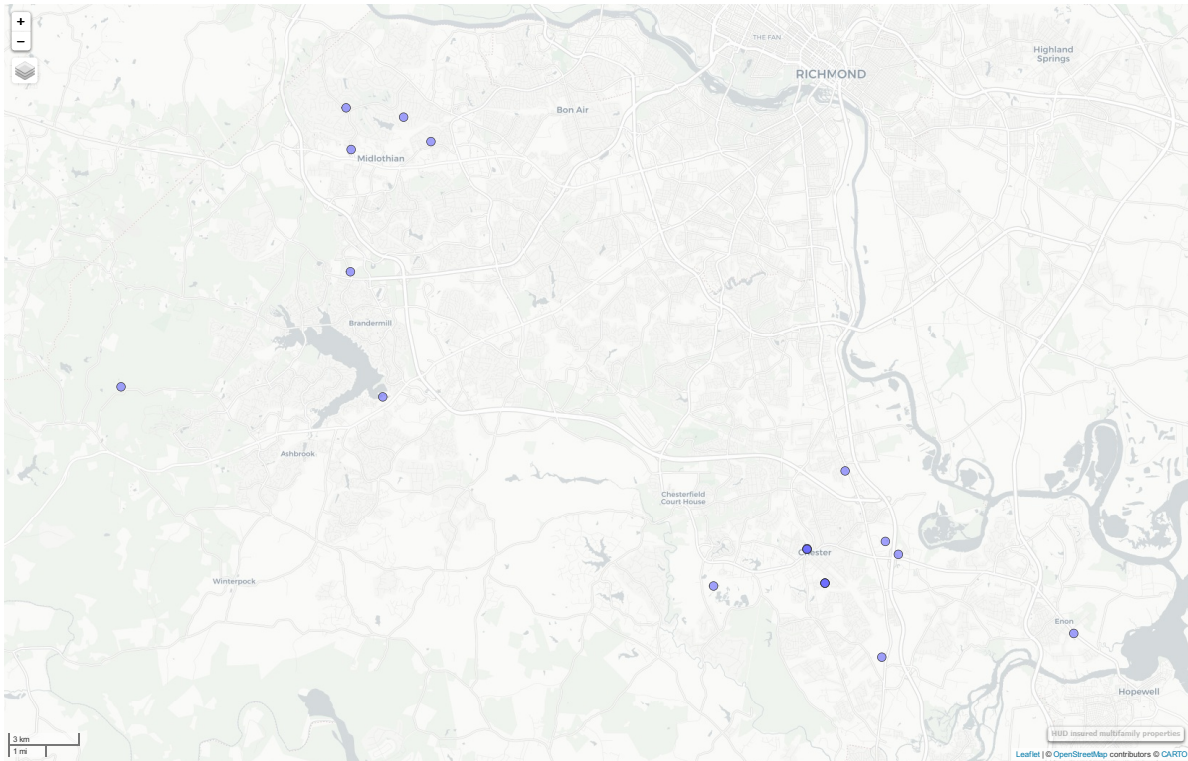 +
−
THE FAN
RICHMOND
Highland
Springs
Bon Air
Midlothian
Brandermill
Ashbrook
Chesterfield
Court House
Chester
Winterpock
Enon
Hopewell
3 km
1 mi
HUD insured multifamily properties
Leaflet | © OpenStreetMap contributors © CARTO